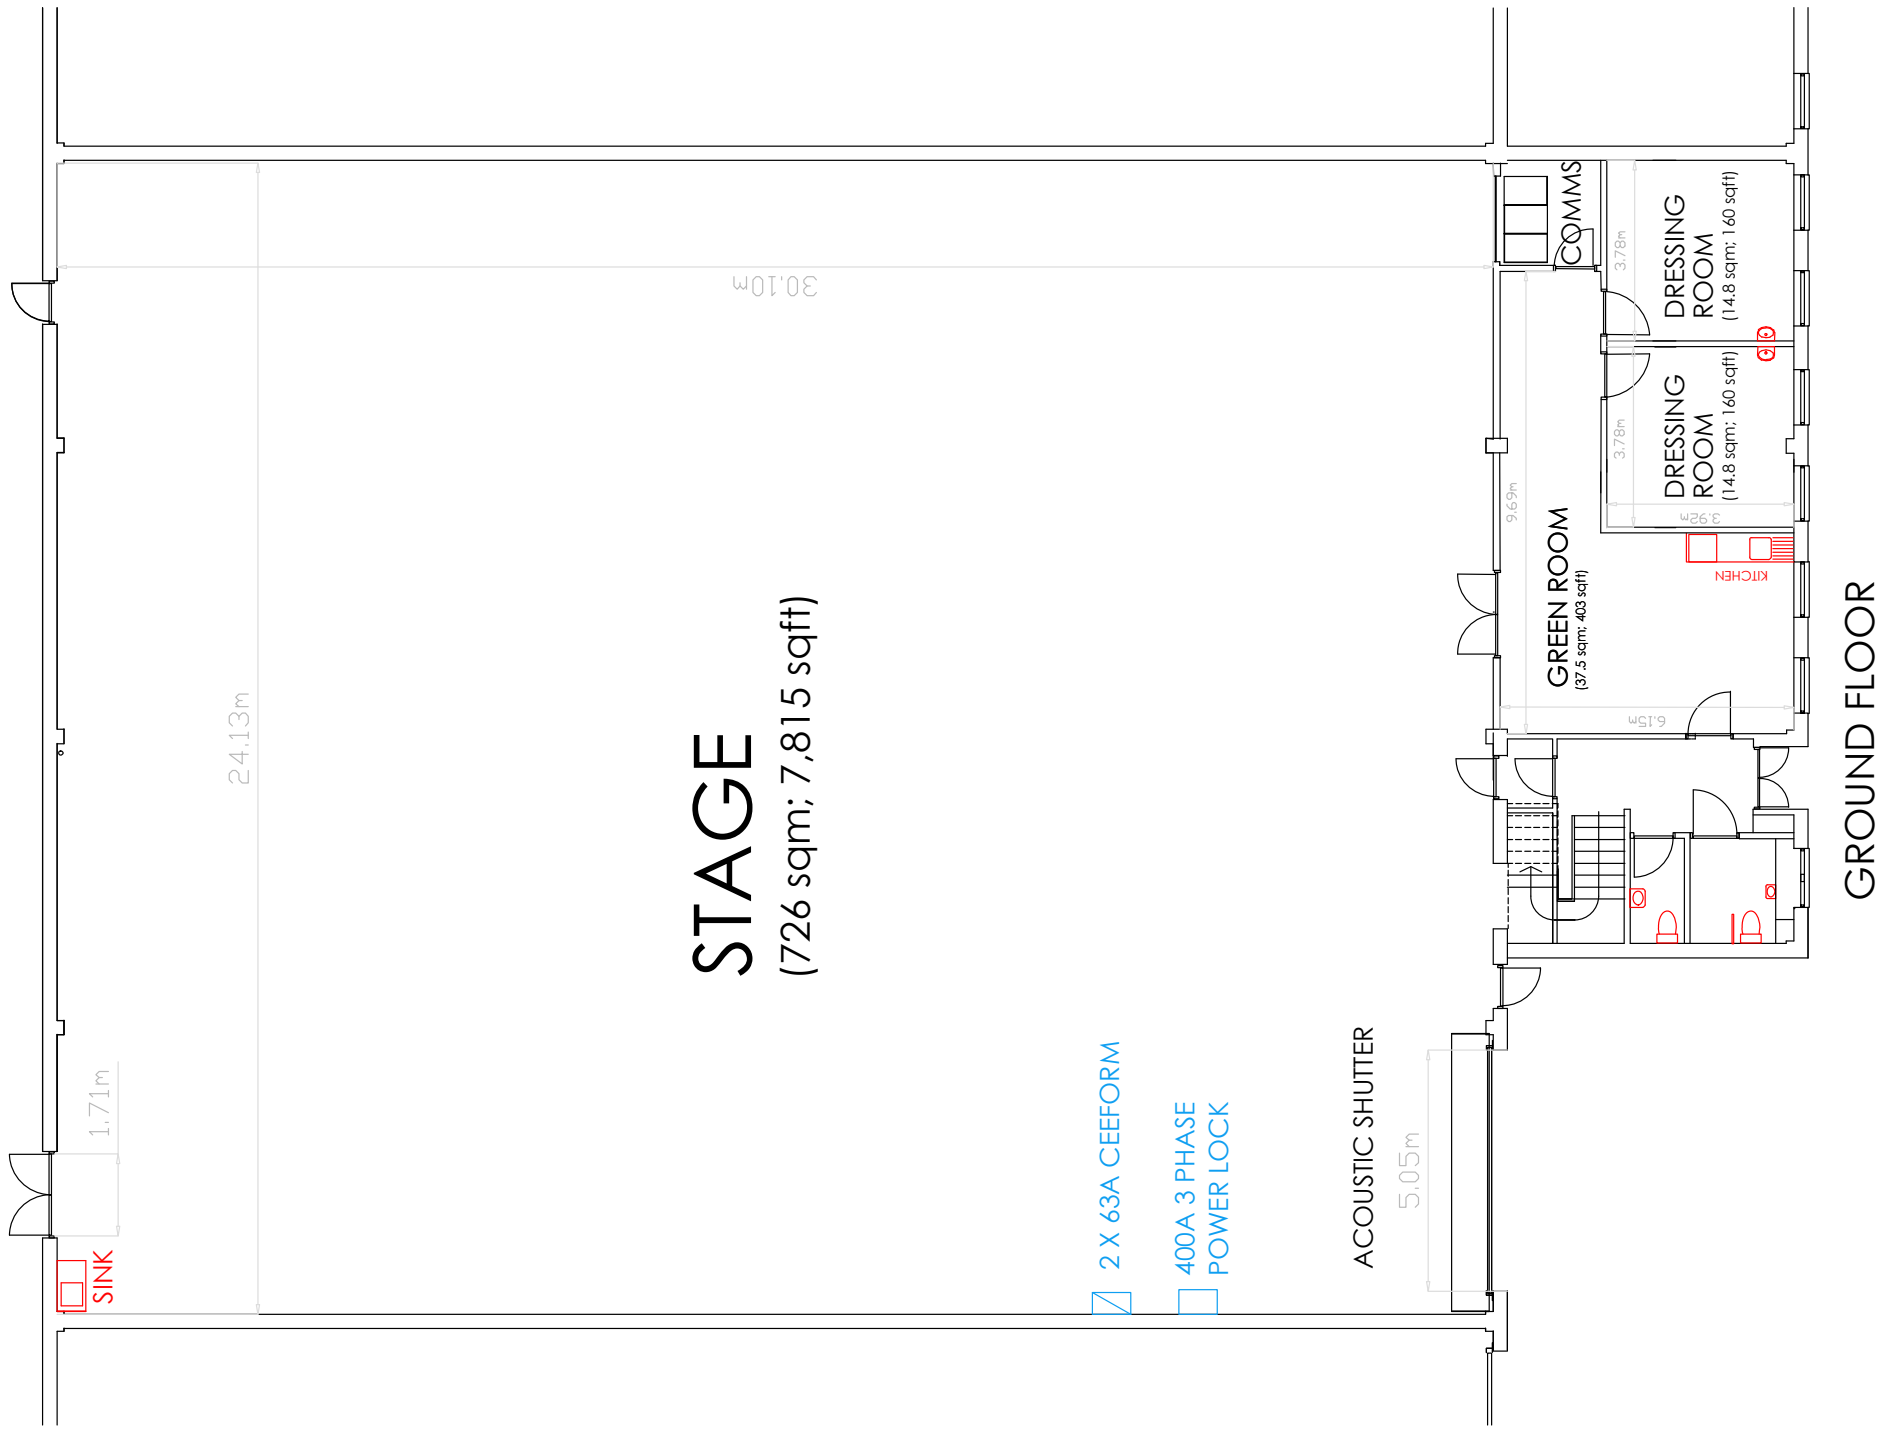 STAGE
(726 sqm; 7,815 sqft)
24.13m
30.10m
1.71m
SINK
2 X 63A CEEFORM
400A 3 PHASE
POWER LOCK
ACOUSTIC SHUTTER
5.05m
COMMS
GREEN ROOM
(37.5 sqm; 403 sqft)
9.69m
6.15m
KITCHEN
DRESSING
ROOM
(14.8 sqm; 160 sqft)
3.78m
3.92m
DRESSING
ROOM
(14.8 sqm; 160 sqft)
3.78m
GROUND FLOOR